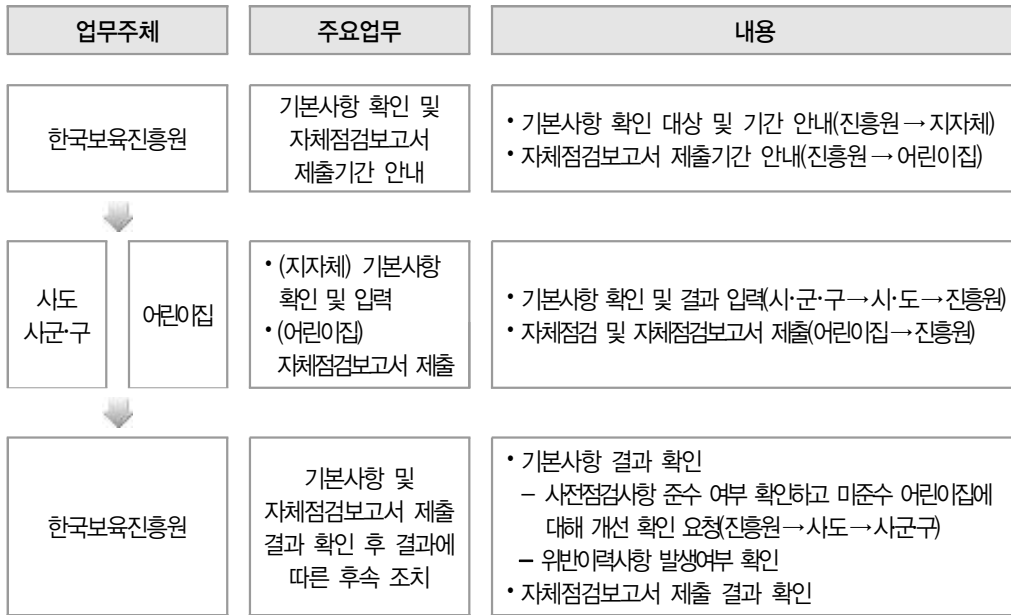 업무주체
주요업무
내용
한국보육진흥원
기본사항 확인 및
자체점검보고서
제출기간 안내
• 기본사항 확인 대상 및 기간 안내(진흥원→지자체)
• 자체점검보고서 제출기간 안내(진흥원→어린이집)
시도
시군·구
어린이집
• (지자체) 기본사항
확인 및 입력
• (어린이집)
자체점검보고서 제출
• 기본사항 확인 및 결과 입력(시·군·구→시·도→진흥원)
• 자체점검 및 자체점검보고서 제출(어린이집→진흥원)
한국보육진흥원
기본사항 및
자체점검보고서 제출
결과 확인 후 결과에
따른 후속 조치
• 기본사항 결과 확인
– 사전점검사항 준수 여부 확인하고 미준수 어린이집에
대해 개선 확인 요청(진흥원→시도→시군구)
– 위반이력사항 발생여부 확인
• 자체점검보고서 제출 결과 확인